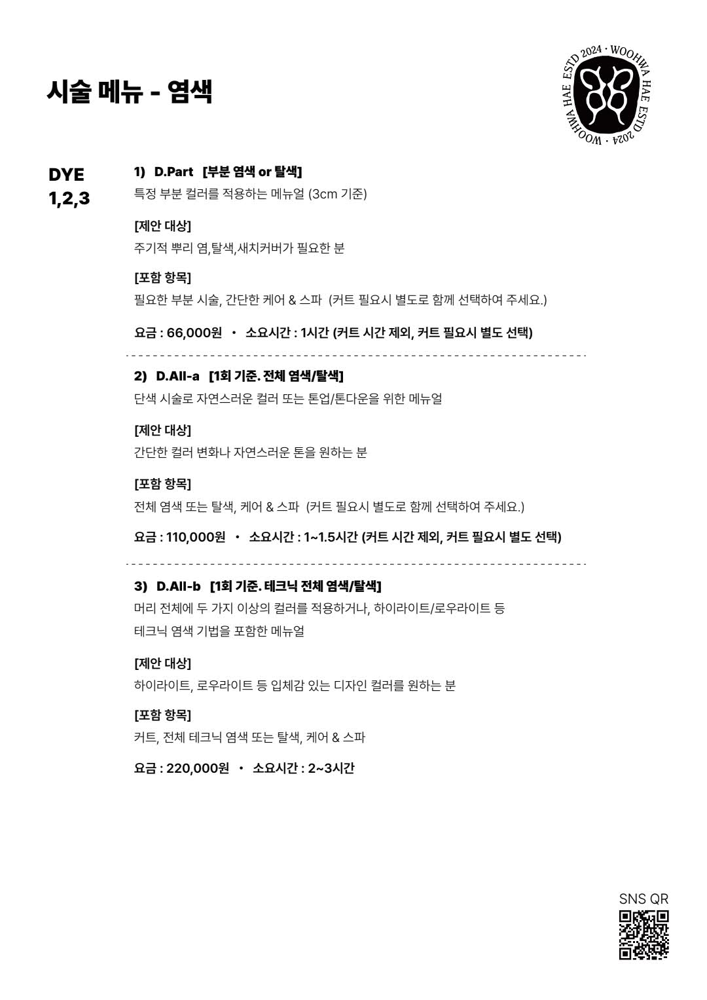 시술 메뉴 - 염색
ESTD 2024 · WOOHWA HAE ESTD 2024 · WOOHWA HAE
DYE
1,2,3
1) D.Part [부분 염색 or 탈색]
특정 부분 컬러를 적용하는 메뉴얼 (3cm 기준)
[제안 대상]
주기적 뿌리 염,탈색,새치커버가 필요한 분
[포함 항목]
필요한 부분 시술, 간단한 케어 & 스파 (커트 필요시 별도로 함께 선택하여 주세요.)
요금 : 66,000원 • 소요시간 : 1시간 (커트 시간 제외, 커트 필요시 별도 선택)
2) D.All-a [1회 기준. 전체 염색/탈색]
단색 시술로 자연스러운 컬러 또는 톤업/톤다운을 위한 메뉴얼
[제안 대상]
간단한 컬러 변화나 자연스러운 톤을 원하는 분
[포함 항목]
전체 염색 또는 탈색, 케어 & 스파 (커트 필요시 별도로 함께 선택하여 주세요.)
요금 : 110,000원 • 소요시간 : 1~1.5시간 (커트 시간 제외, 커트 필요시 별도 선택)
3) D.All-b [1회 기준. 테크닉 전체 염색/탈색]
머리 전체에 두 가지 이상의 컬러를 적용하거나, 하이라이트/로우라이트 등
테크닉 염색 기법을 포함한 메뉴얼
[제안 대상]
하이라이트, 로우라이트 등 입체감 있는 디자인 컬러를 원하는 분
[포함 항목]
커트, 전체 테크닉 염색 또는 탈색, 케어 & 스파
요금 : 220,000원 • 소요시간 : 2~3시간
SNS QR